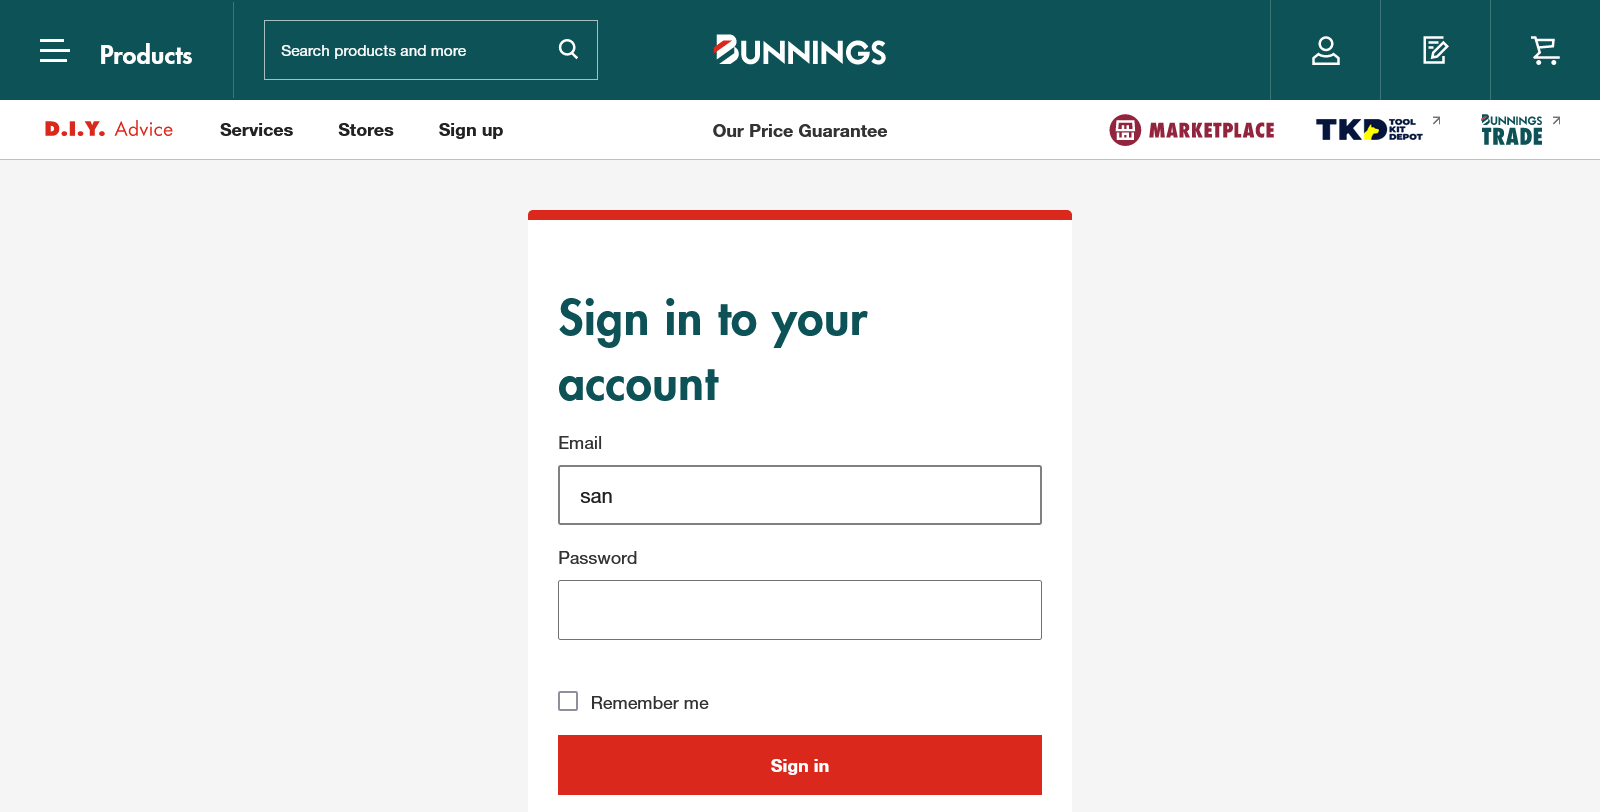 Products
Search products and more
BUNNINGS
D.I.Y. Advice
Services
Stores
Sign up
Our Price Guarantee
MARKETPLACE
TKD TOOL KIT DEPOT
BUNNINGS TRADE
Sign in to your
account
Email
san
Password
Remember me
Sign in